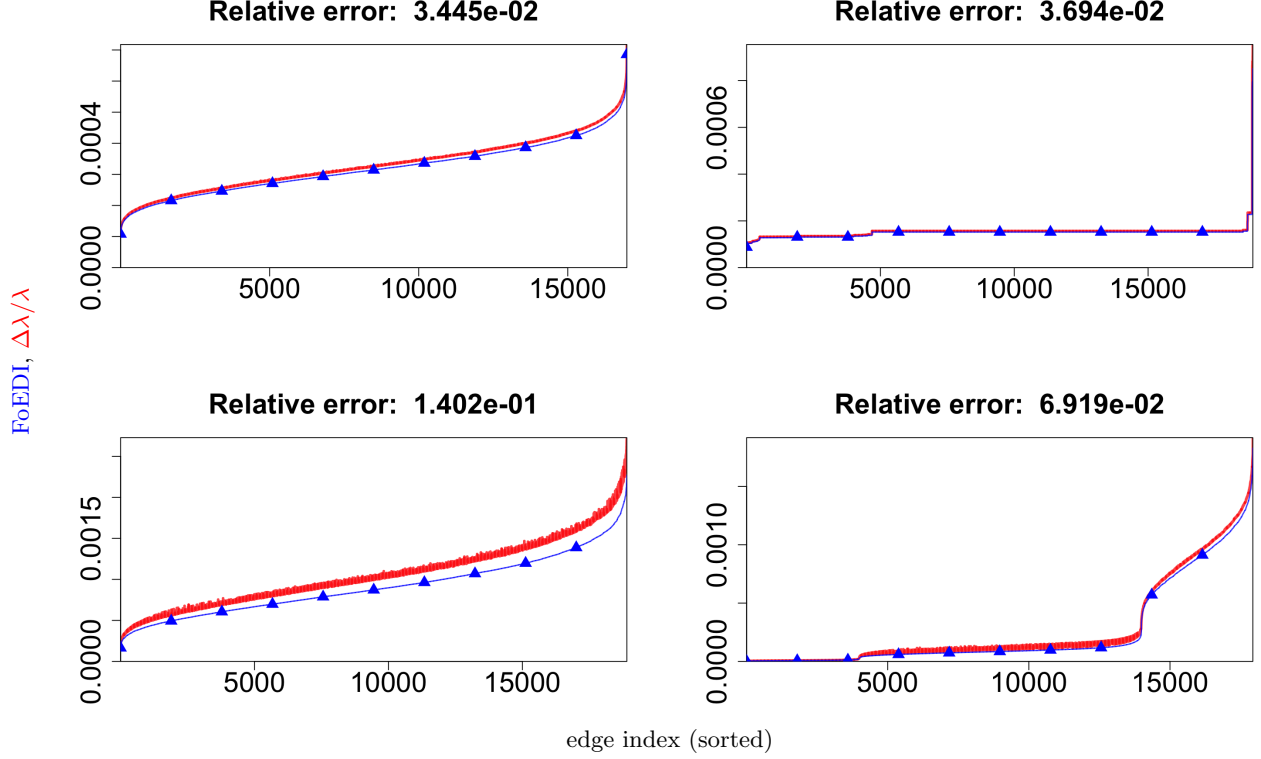 Relative error: 3.445e-02
0.0004
0.0000
5000 10000 15000
Relative error: 3.694e-02
0.0006
0.0000
5000 10000 15000
FoEDI, Δλ/λ
Relative error: 1.402e-01
0.0015
0.0000
5000 10000 15000
Relative error: 6.919e-02
0.0010
0.0000
5000 10000 15000
edge index (sorted)